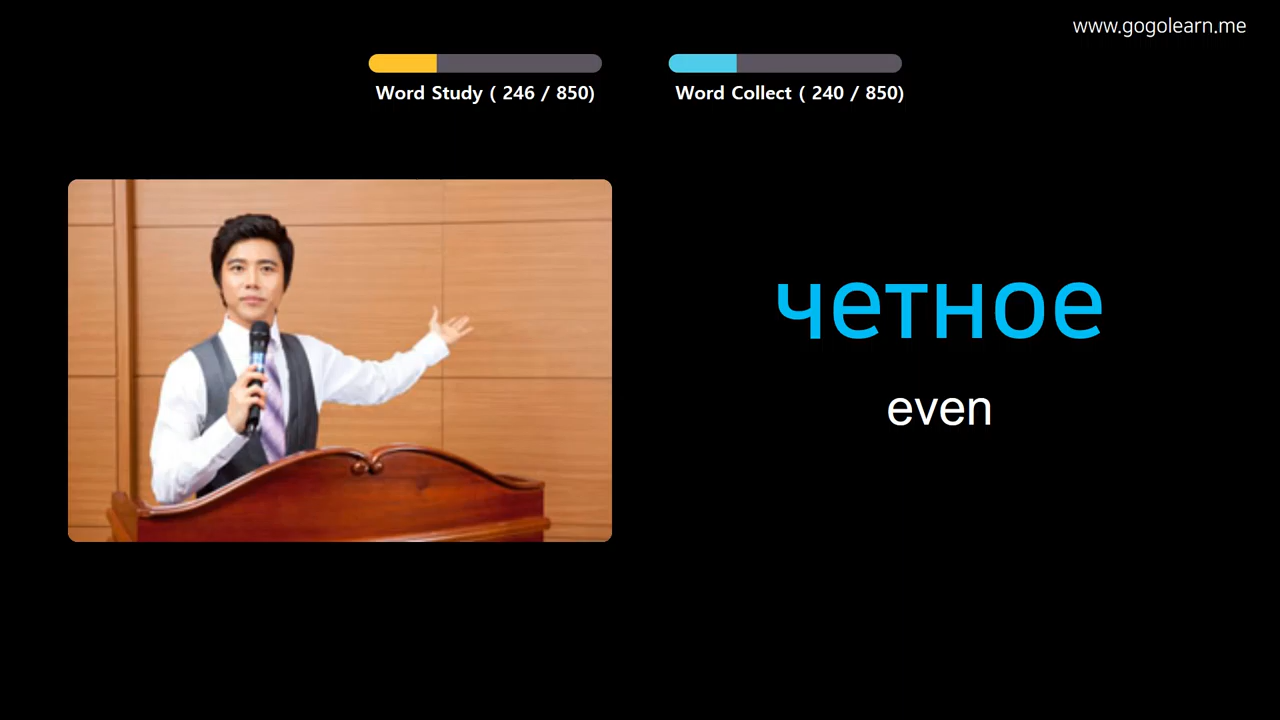 www.gogolearn.me
Word Study ( 246 / 850)
Word Collect ( 240 / 850)
четное
even